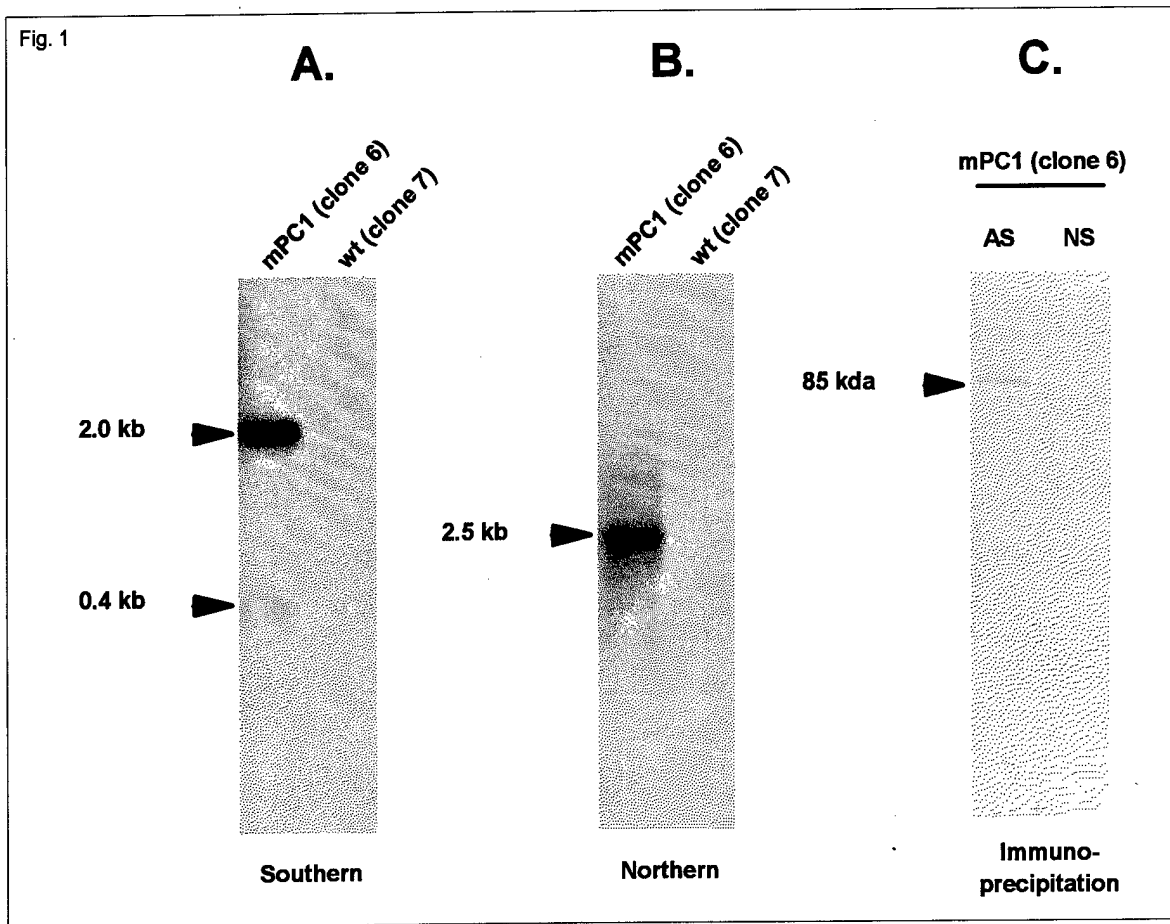 Fig. 1
A.
B.
C.
mPC1 (clone 6)
wt (clone 7)
mPC1 (clone 6)
wt (clone 7)
mPC1 (clone 6)
AS NS
2.0 kb
0.4 kb
2.5 kb
85 kda
Southern
Northern
Immuno-
precipitation